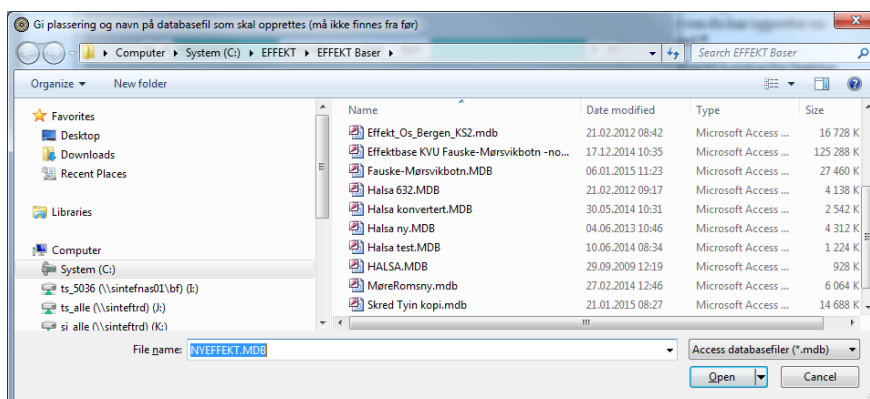 Gi plassering og navn på databasefil som skal opprettes (må ikke finnes fra før)
Computer System (C:) EFFEKT EFFEKT Baser Search EFFEKT Baser
Organize New folder
Favorites
Desktop
Downloads
Recent Places
Libraries
Computer
System (C:)
ts_5036 (\\sintefnas01\bf) (I:)
ts_alle (\\sinteftrd) (J:)
si_alle (\\sinteftrd) (K:)
Name Date modified Type Size
Effekt_Os_Bergen_KS2.mdb 21.02.2012 08:42 Microsoft Access ... 16 728 K
Effektbase KVU Fauske-Mørsvikbotn -no... 17.12.2014 10:35 Microsoft Access ... 125 288 K
Fauske-Mørsvikbotn.MDB 06.01.2015 11:23 Microsoft Access ... 27 460 K
Halsa 632.MDB 21.02.2012 09:17 Microsoft Access ... 4 138 K
Halsa konvertert.MDB 30.05.2014 10:31 Microsoft Access ... 2 542 K
Halsa ny.MDB 04.06.2013 10:46 Microsoft Access ... 4 312 K
Halsa test.MDB 10.06.2014 08:34 Microsoft Access ... 1 224 K
HALSA.MDB 29.09.2009 12:19 Microsoft Access ... 928 K
MøreRomsny.mdb 27.02.2014 12:46 Microsoft Access ... 6 064 K
Skred Tyin kopi.mdb 21.01.2015 08:27 Microsoft Access ... 14 688 K
File name: NYEFFEKT.MDB Access databasefiler (*.mdb)
Open Cancel